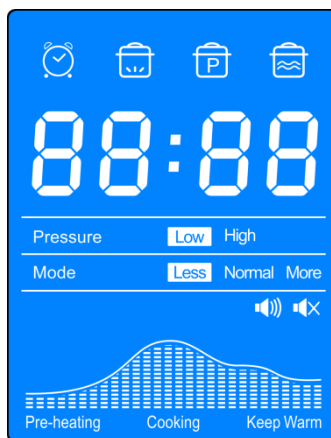 P
88:88
Pressure Low High
Mode Less Normal More
Pre-heating Cooking Keep Warm